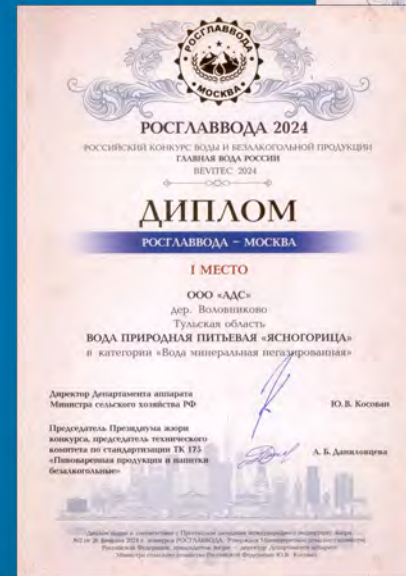 РОСГЛАВВОДА
МОСКВА
РОСГЛАВВОДА 2024
РОССИЙСКИЙ КОНКУРС ВОДЫ И БЕЗАЛКОГОЛЬНОЙ ПРОДУКЦИИ
ГЛАВНАЯ ВОДА РОССИИ
BEVITEC 2024
ДИПЛОМ
РОСГЛАВВОДА – МОСКВА
I МЕСТО
ООО «АДС»
дер. Воловниково
Тульская область
ВОДА ПРИРОДНАЯ ПИТЬЕВАЯ «ЯСНОГОРИЦА»
в категории «Вода минеральная негазированная»
Директор Департамента аппарата
Министра сельского хозяйства РФ
Ю.В. Косован
Председатель Президиума жюри
конкурса, председатель технического
комитета по стандартизации ТК 175
«Пивоваренная продукция и напитки
безалкогольные»
А. Б. Даниловцева